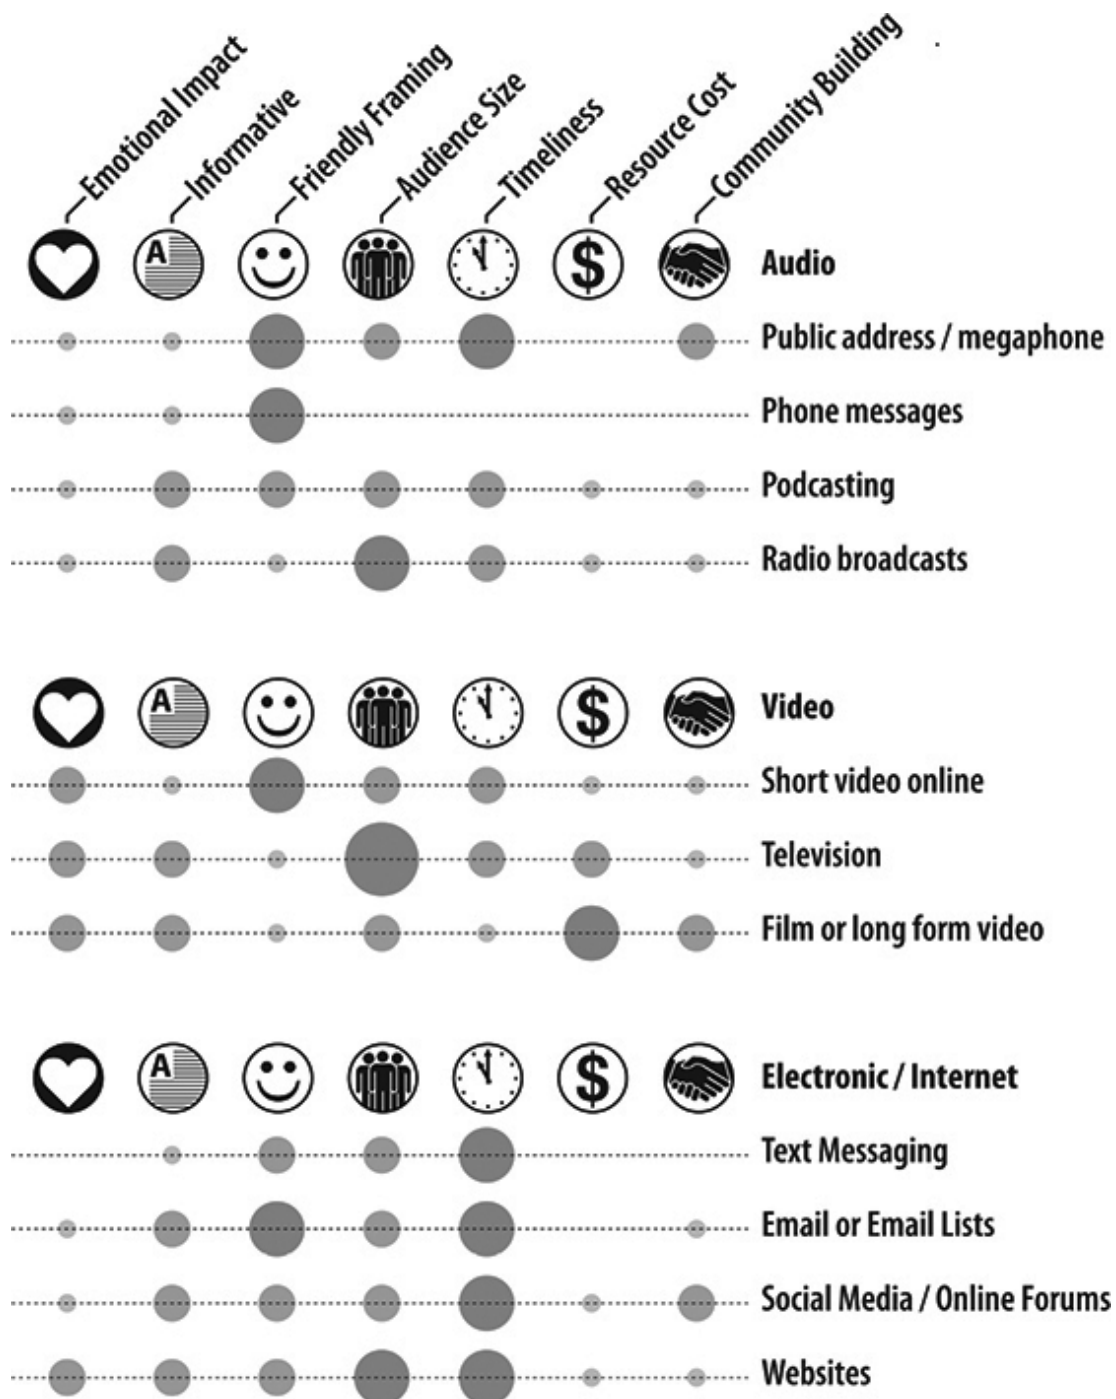 Emotional Impact
Informative
Friendly Framing
Audience Size
Timeliness
Resource Cost
Community Building
A
$
Audio
Public address / megaphone
Phone messages
Podcasting
Radio broadcasts
A
$
Video
Short video online
Television
Film or long form video
A
$
Electronic / Internet
Text Messaging
Email or Email Lists
Social Media / Online Forums
Websites